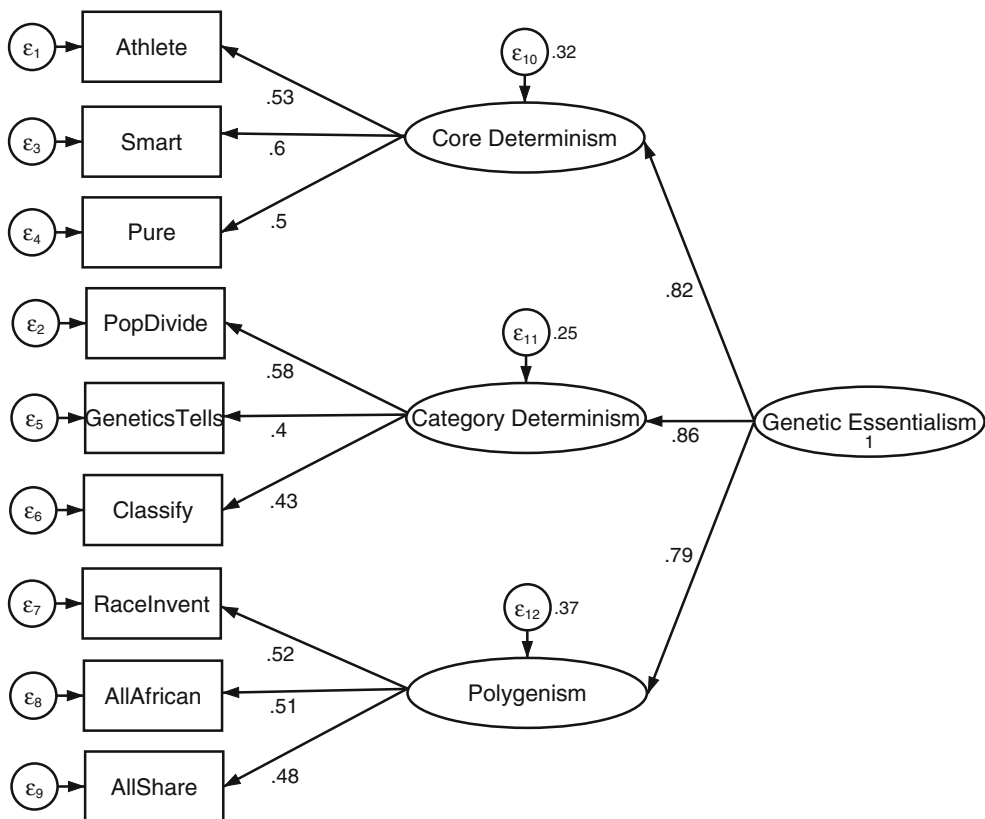 ε1
Athlete
ε10
.32
.53
ε3
Smart
.6
Core Determinism
ε4
Pure
.5
.82
ε2
PopDivide
ε11
.25
.58
ε5
GeneticsTells
.4
Category Determinism
.86
Genetic Essentialism
1
ε6
Classify
.43
.79
ε7
RaceInvent
ε12
.37
.52
ε8
AllAfrican
.51
Polygenism
ε9
AllShare
.48